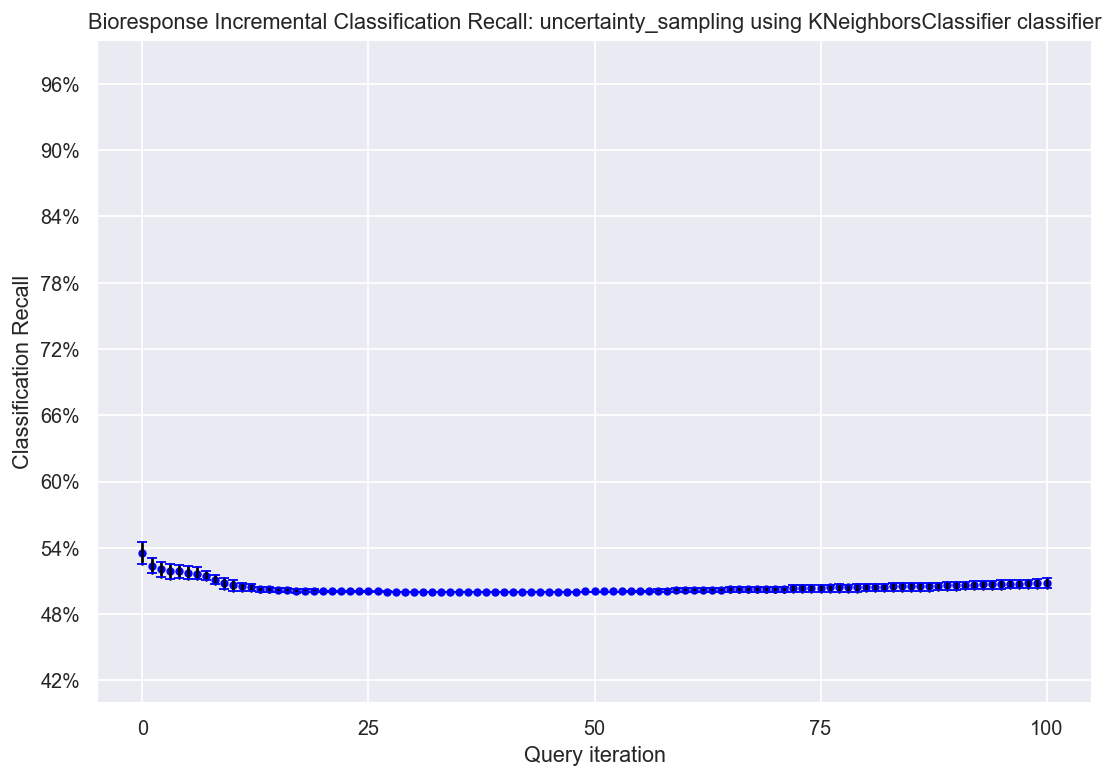 Bioresponse Incremental Classification Recall: uncertainty_sampling using KNeighborsClassifier classifier
96%
90%
84%
78%
72%
66%
60%
54%
48%
42%
Classification Recall
0 25 50 75 100
Query iteration